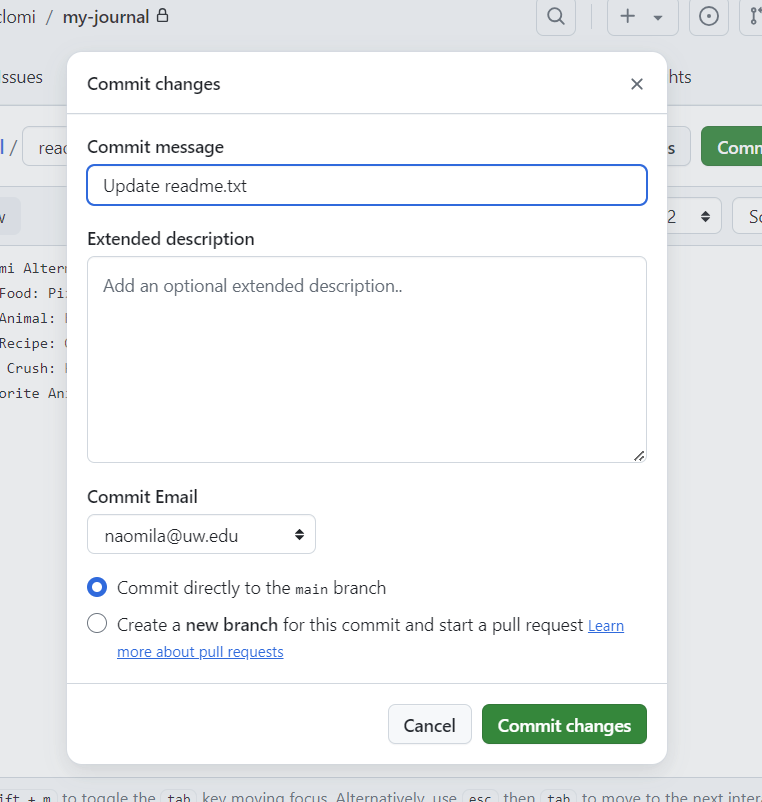 clomi / my-journal
ssues
hts
Commit changes
l / read
s
Comm
Commit message
Update readme.txt
w
2
Sc
Extended description
Add an optional extended description..
mi Altern
Food: Pi
Animal:
Recipe:
Crush:
orite An
Commit Email
naomila@uw.edu
Commit directly to the main branch
Create a new branch for this commit and start a pull request Learn
more about pull requests
Cancel
Commit changes
ift + m to toggle the tab key moving focus. Alternatively, use esc then tab to move to the next inter